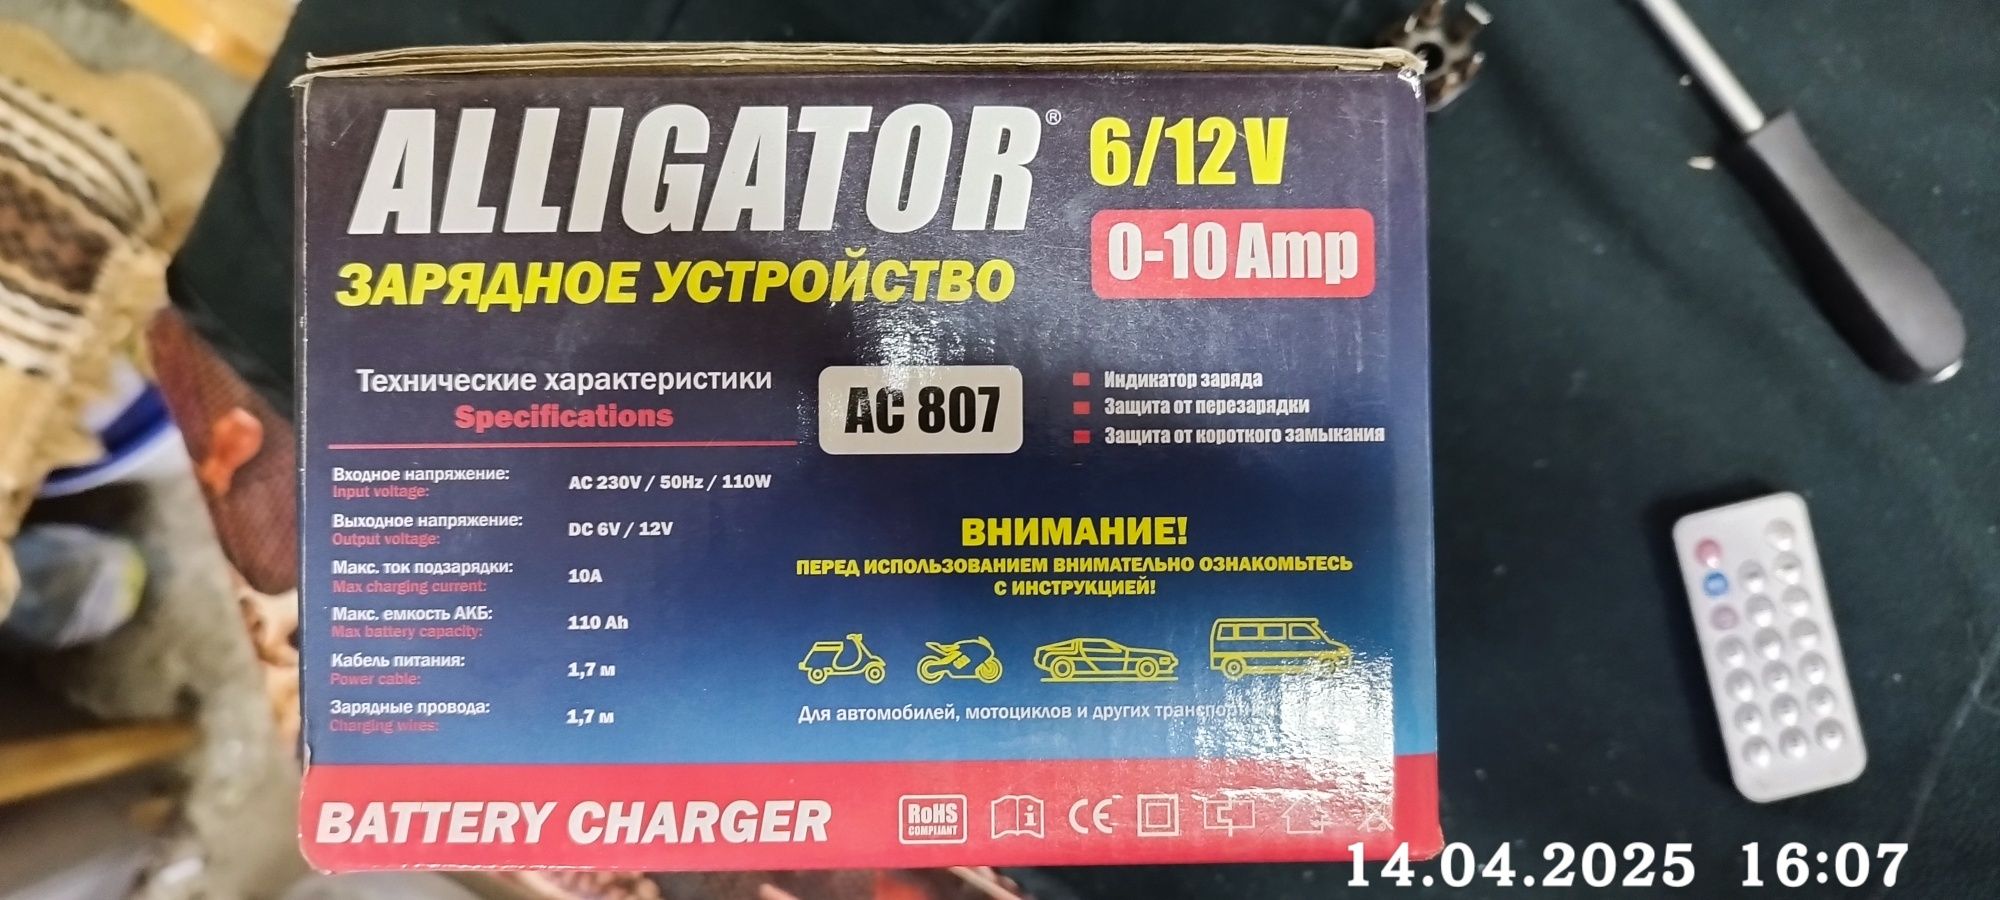 ALLIGATOR®
6/12V
0-10 Amp
ЗАРЯДНОЕ УСТРОЙСТВО
Технические характеристики
Specifications
AC 807
Индикатор заряда
Защита от перезарядки
Защита от короткого замыкания
Входное напряжение: AC 230V / 50Hz / 110W
Input voltage:
Выходное напряжение: DC 6V / 12V
Output voltage:
Макс. ток подзарядки: 10A
Max charging current:
Макс. емкость АКБ: 110 Ah
Max battery capacity:
Кабель питания: 1,7 м
Power cable:
Зарядные провода: 1,7 м
Charging wires:
ВНИМАНИЕ!
ПЕРЕД ИСПОЛЬЗОВАНИЕМ ВНИМАТЕЛЬНО ОЗНАКОМЬТЕСЬ
С ИНСТРУКЦИЕЙ!
Для автомобилей, мотоциклов и других
BATTERY CHARGER
RoHS
COMPLIANT
CE
14.04.2025 16:07